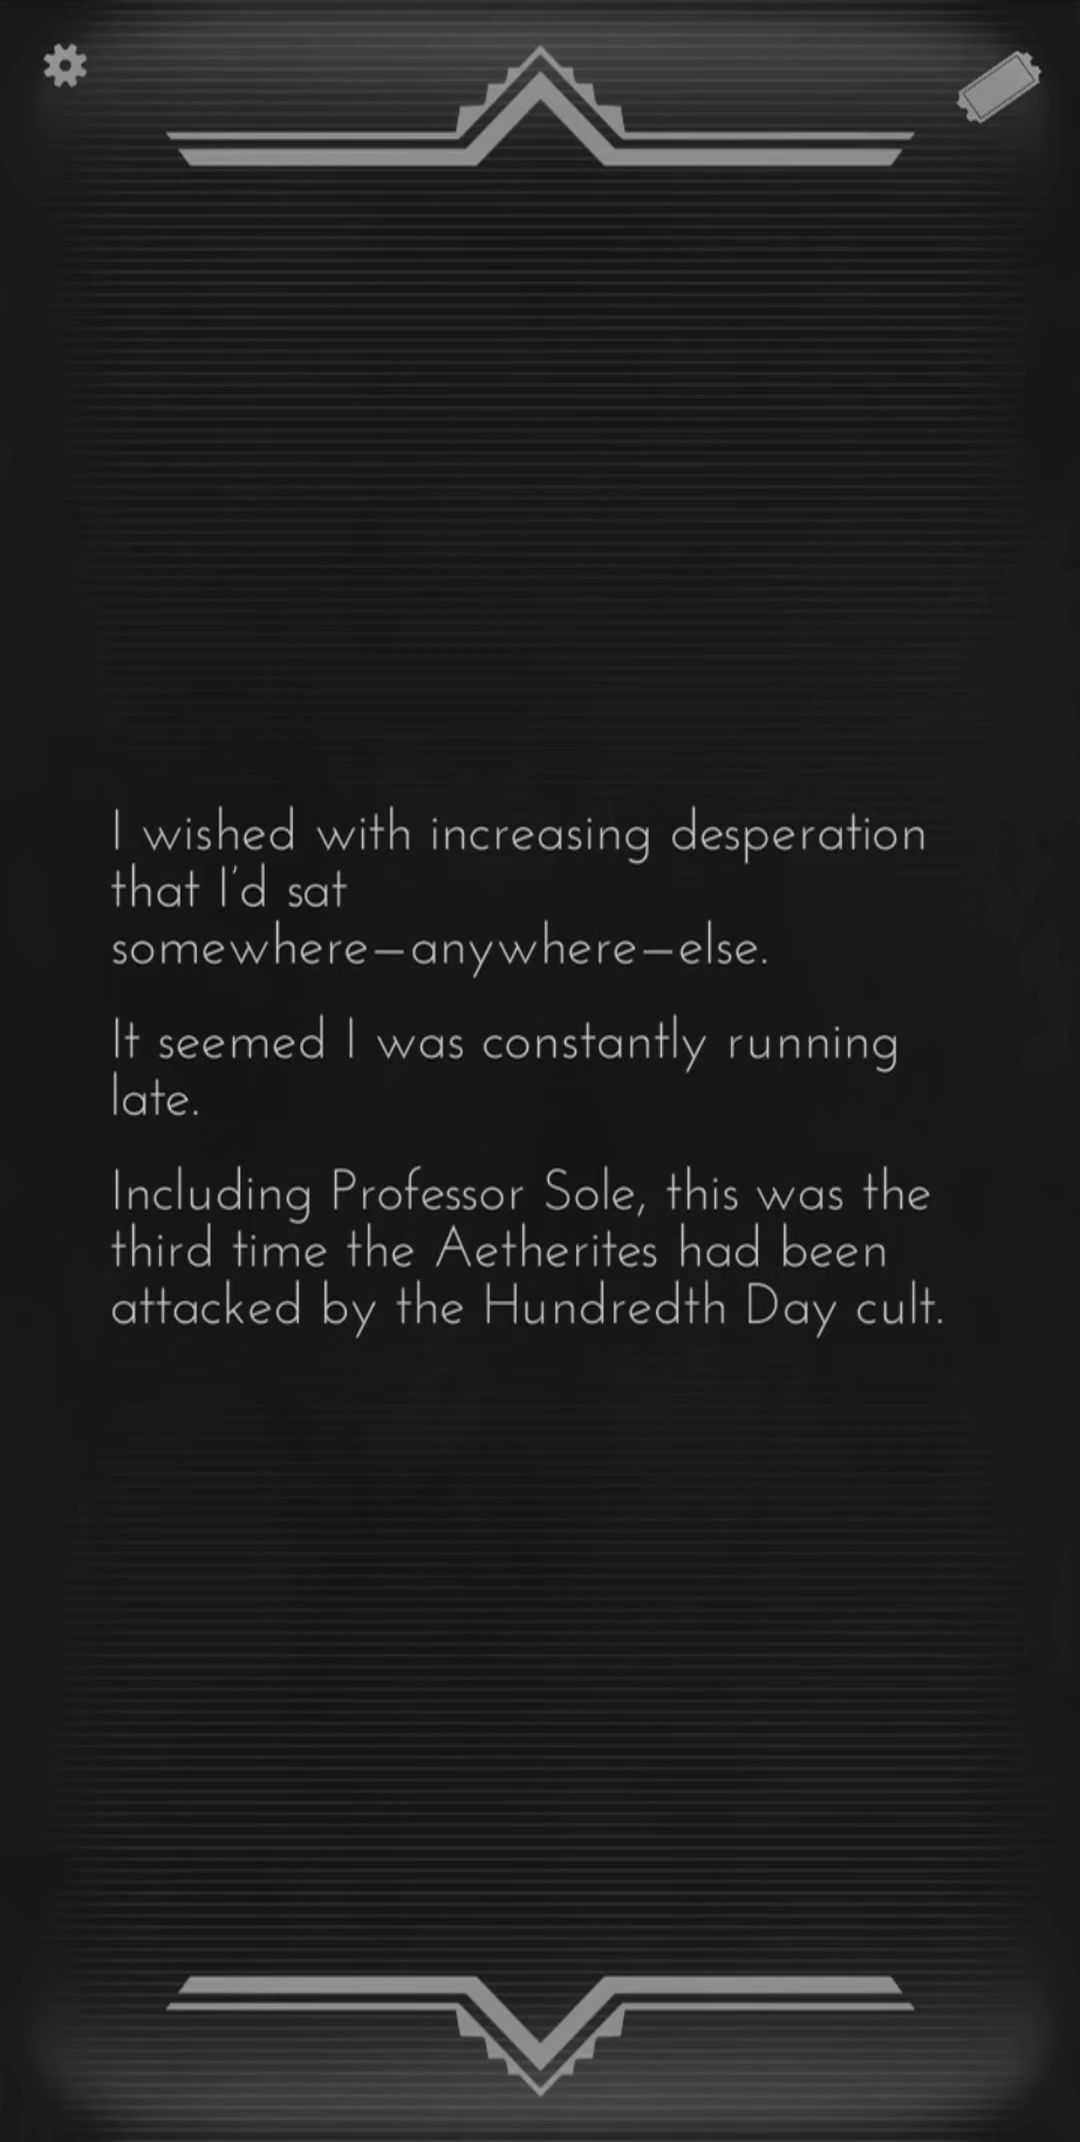 I wished with increasing desperation
that I'd sat
somewhere—anywhere—else.
It seemed I was constantly running
late.
Including Professor Sole, this was the
third time the Aetherites had been
attacked by the Hundredth Day cult.